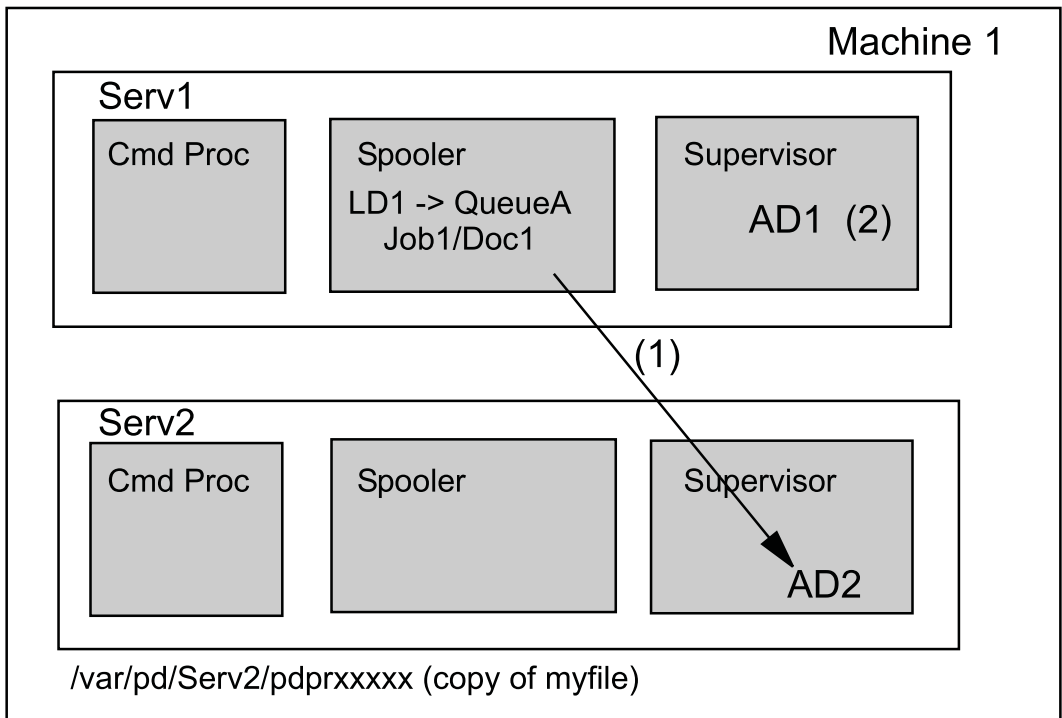 Machine 1
Serv1
Cmd Proc
Spooler
LD1 -> QueueA
Job1/Doc1
Supervisor
AD1 (2)
(1)
Serv2
Cmd Proc
Spooler
Supervisor
AD2
/var/pd/Serv2/pdprxxxxx (copy of myfile)